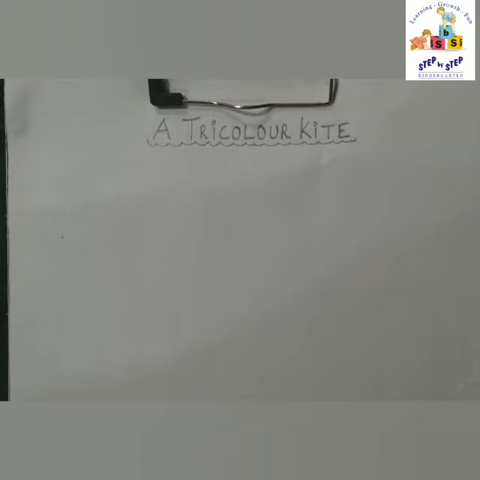 Learning - Growth - Fun
b
i S S i
STEP by STEP
KINDERGARTEN
A TRICOLOUR KITE